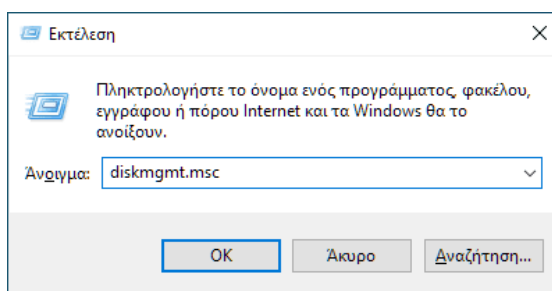 Εκτέλεση
Πληκτρολογήστε το όνομα ενός προγράμματος, φακέλου,
εγγράφου ή πόρου Internet και τα Windows θα το
ανοίξουν.
Άνοιγμα: diskmgmt.msc
OK Άκυρο Αναζήτηση...